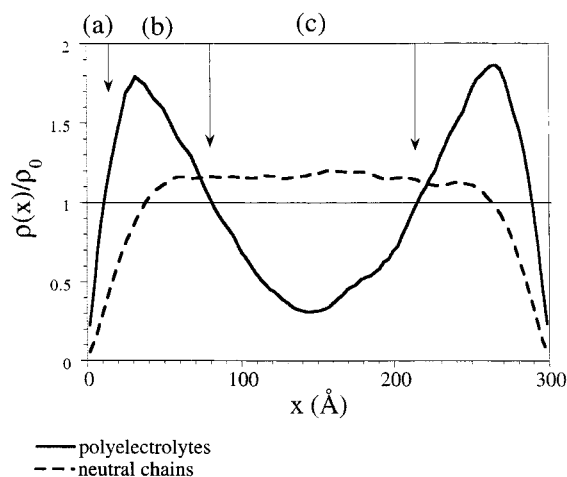 (a) (b) (c)
2
1.5
1
0.5
0
ρ(x)/ρ₀
0 100 200 300
x (Å)
polyelectrolytes
neutral chains